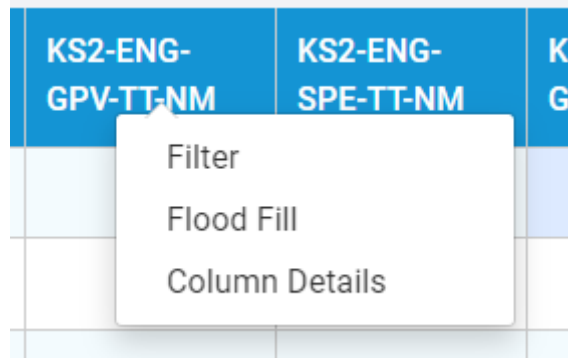 KS2-ENG-
GPV-TT-NM
KS2-ENG-
SPE-TT-NM
K
G
Filter
Flood Fill
Column Details